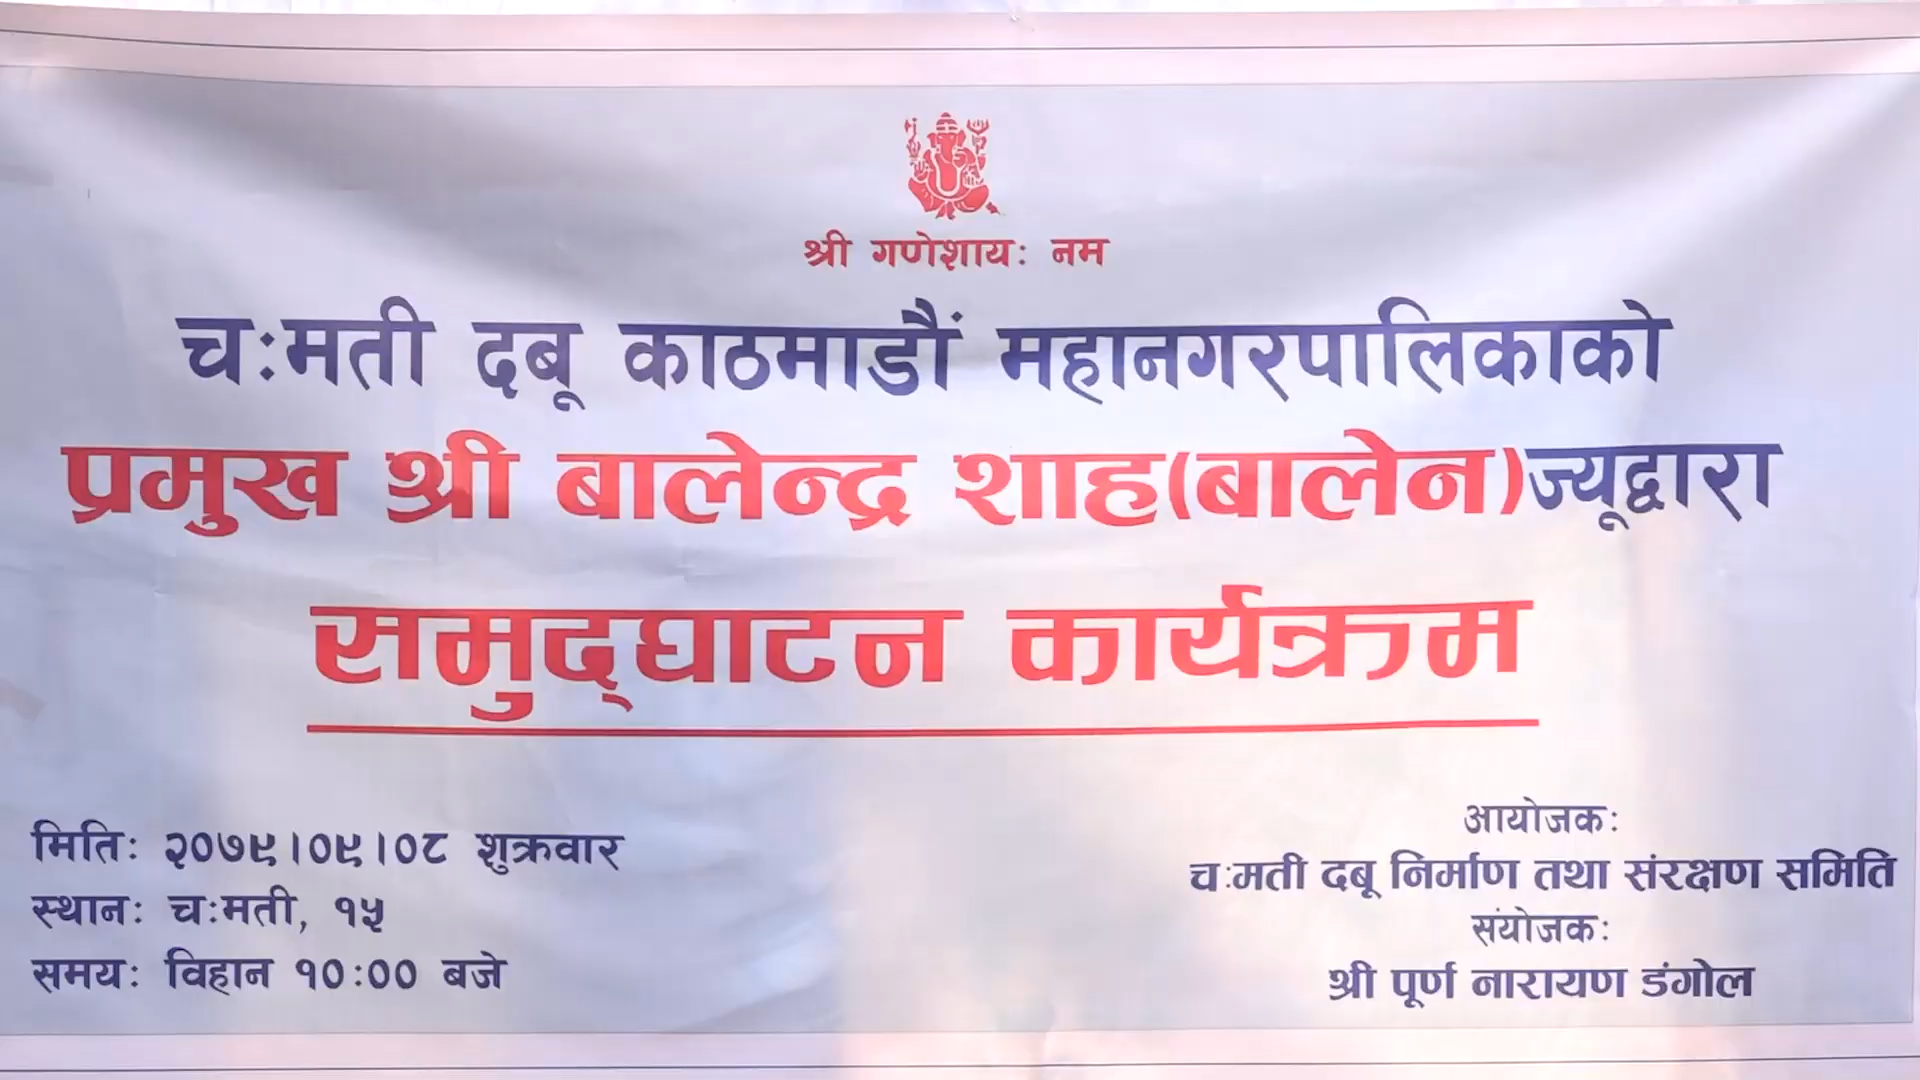 श्री गणेशायः नम
चःमती दबू काठमाडौं महानगरपालिकाको
प्रमुख श्री बालेन्द्र शाह(बालेन)ज्यूद्वारा
समुद्घाटन कार्यक्रम
मितिः २०७९।०९।०८ शुक्रवार
स्थानः चःमती, १५
समयः विहान १०:०० बजे
आयोजकः
चःमती दबू निर्माण तथा संरक्षण समिति
संयोजकः
श्री पूर्ण नारायण डंगोल